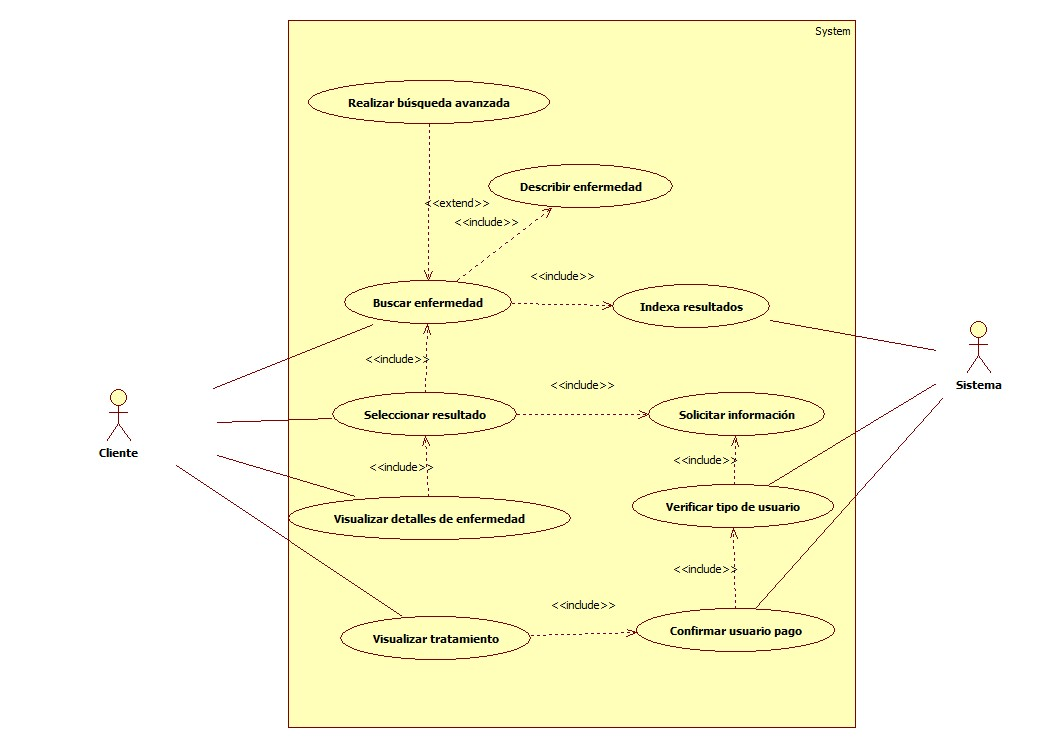 System
Realizar búsqueda avanzada
Describir enfermedad
<<extend>>
<<include>>
<<include>>
Buscar enfermedad
Indexa resultados
<<include>>
Sistema
<<include>>
Seleccionar resultado
Solicitar información
Cliente
<<include>>
<<include>>
Verificar tipo de usuario
Visualizar detalles de enfermedad
<<include>>
<<include>>
Confirmar usuario pago
Visualizar tratamiento